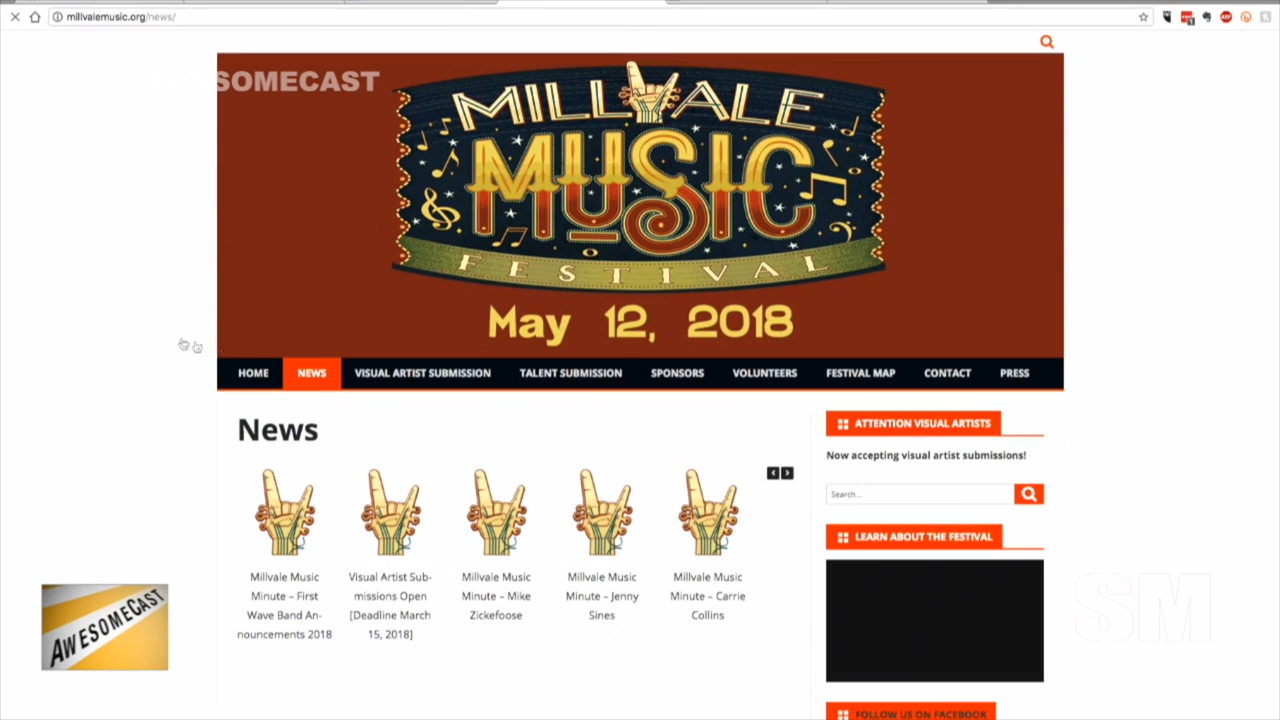 millvalemusic.org/news/
AWESOMECAST
MILLVALE
MUSIC
FESTIVAL
May 12, 2018
HOME NEWS VISUAL ARTIST SUBMISSION TALENT SUBMISSION SPONSORS VOLUNTEERS FESTIVAL MAP CONTACT PRESS
News
Millvale Music
Minute – First
Wave Band An-
nouncements 2018
Visual Artist Sub-
missions Open
[Deadline March
15, 2018]
Millvale Music
Minute – Mike
Zickefoose
Millvale Music
Minute – Jenny
Sines
Millvale Music
Minute – Carrie
Collins
ATTENTION VISUAL ARTISTS
Now accepting visual artist submissions!
Search...
LEARN ABOUT THE FESTIVAL
FOLLOW US ON FACEBOOK
AWESOMECAST
SM